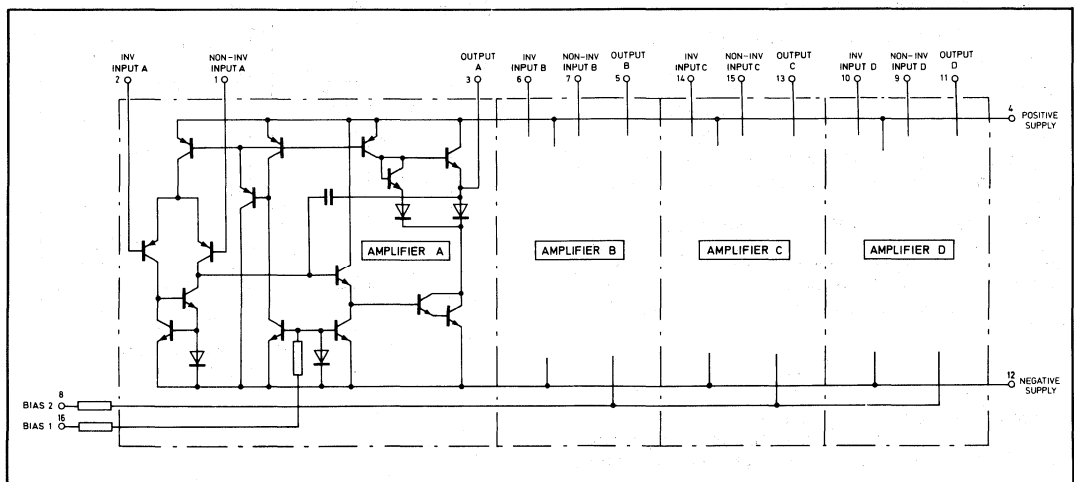 INV
INPUT A
2
NON-INV
INPUT A
1
OUTPUT
A
3
INV
INPUT B
6
NON-INV
INPUT B
7
OUTPUT
B
5
INV
INPUT C
14
NON-INV
INPUT C
15
OUTPUT
C
13
INV
INPUT D
10
NON-INV
INPUT D
9
OUTPUT
D
11
4
POSITIVE
SUPPLY
AMPLIFIER A
AMPLIFIER B
AMPLIFIER C
AMPLIFIER D
12
NEGATIVE
SUPPLY
8
BIAS 2
16
BIAS 1